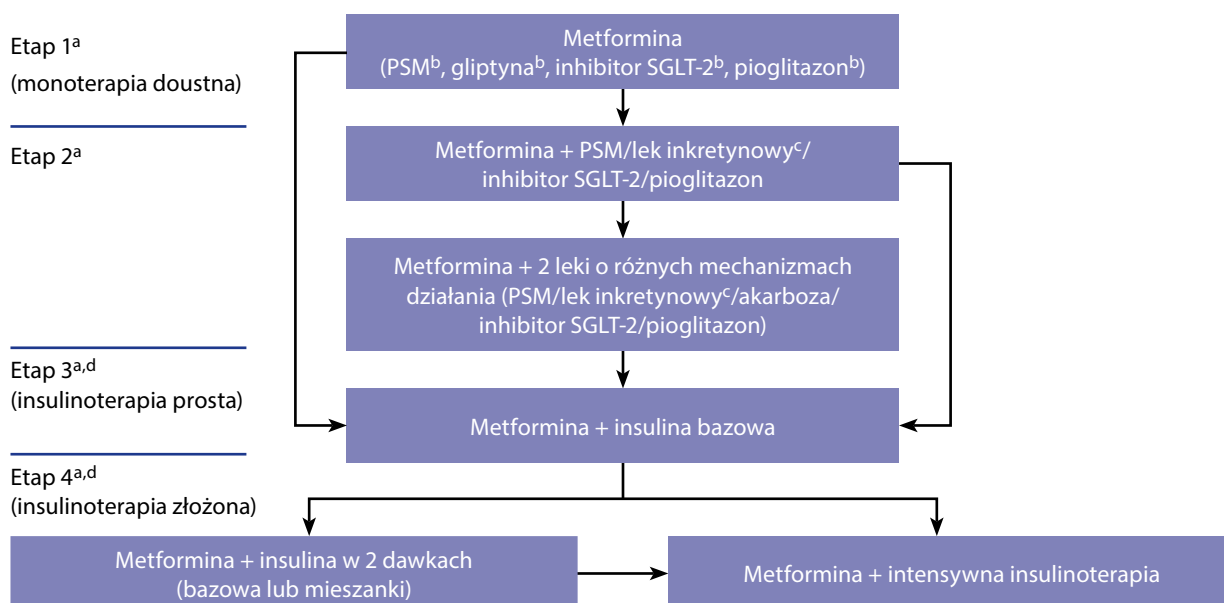 Etap 1ᵃ
(monoterapia doustna)
Metformina
(PSMᵇ, gliptynaᵇ, inhibitor SGLT-2ᵇ, pioglitazonᵇ)
Etap 2ᵃ
Metformina + PSM/lek inkretynowyᶜ/
inhibitor SGLT-2/pioglitazon
Metformina + 2 leki o różnych mechanizmach
działania (PSM/lek inkretynowyᶜ/akarboza/
inhibitor SGLT-2/pioglitazon)
Etap 3ᵃ,ᵈ
(insulinoterapia prosta)
Metformina + insulina bazowa
Etap 4ᵃ,ᵈ
(insulinoterapia złożona)
Metformina + insulina w 2 dawkach
(bazowa lub mieszanki)
Metformina + intensywna insulinoterapia